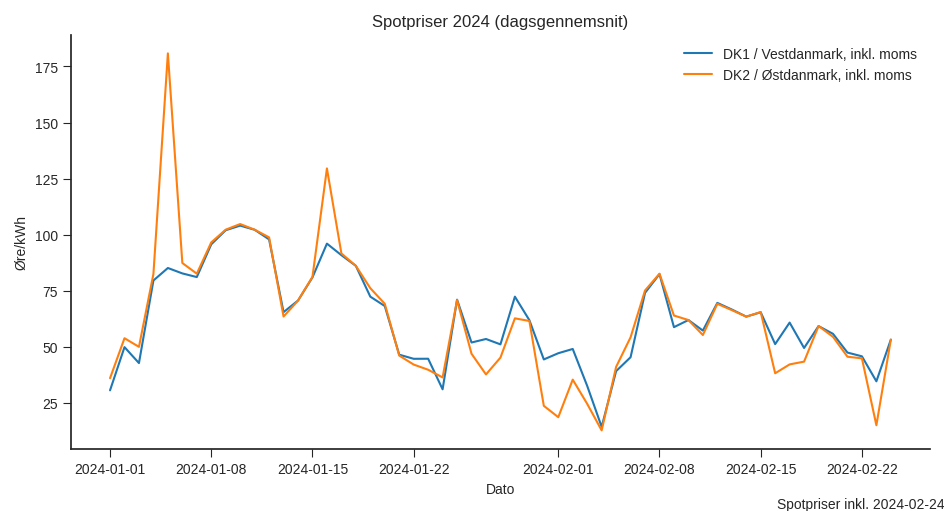 Spotpriser 2024 (dagsgennemsnit)
DK1 / Vestdanmark, inkl. moms
DK2 / Østdanmark, inkl. moms
175
150
125
100
75
50
25
Øre/kWh
2024-01-01 2024-01-08 2024-01-15 2024-01-22 2024-02-01 2024-02-08 2024-02-15 2024-02-22
Dato
Spotpriser inkl. 2024-02-24